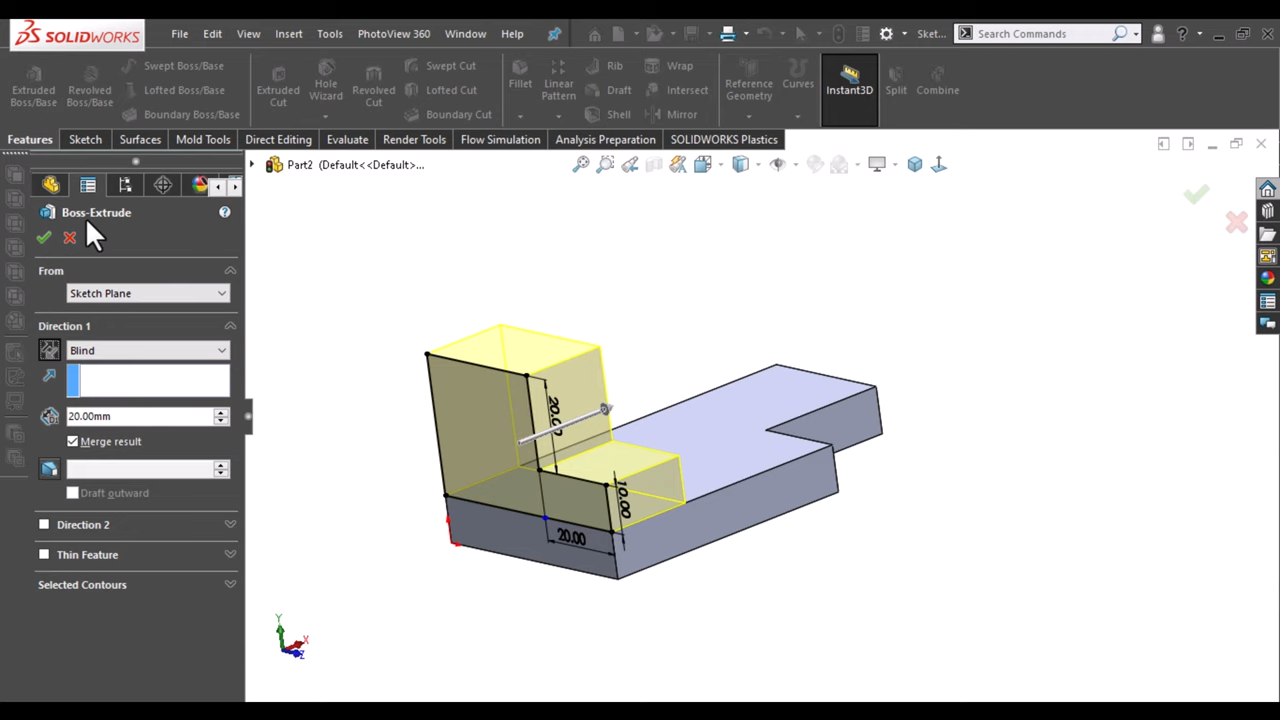 SOLIDWORKS File Edit View Insert Tools PhotoView 360 Window Help Sket... Search Commands ?
Extruded Boss/Base Revolved Boss/Base Swept Boss/Base Lofted Boss/Base Boundary Boss/Base Extruded Cut Hole Wizard Revolved Cut Swept Cut Lofted Cut Boundary Cut Fillet Linear Pattern Rib Draft Shell Wrap Intersect Mirror Reference Geometry Curves Instant3D Split Combine
Features Sketch Surfaces Mold Tools Direct Editing Evaluate Render Tools Flow Simulation Analysis Preparation SOLIDWORKS Plastics
Part2 (Default<<Default>...
Boss-Extrude ?
From
Sketch Plane
Direction 1
Blind
20.00mm
Merge result
Draft outward
Direction 2
Thin Feature
Selected Contours
20.00
10.00
20.00
Y
X
Z